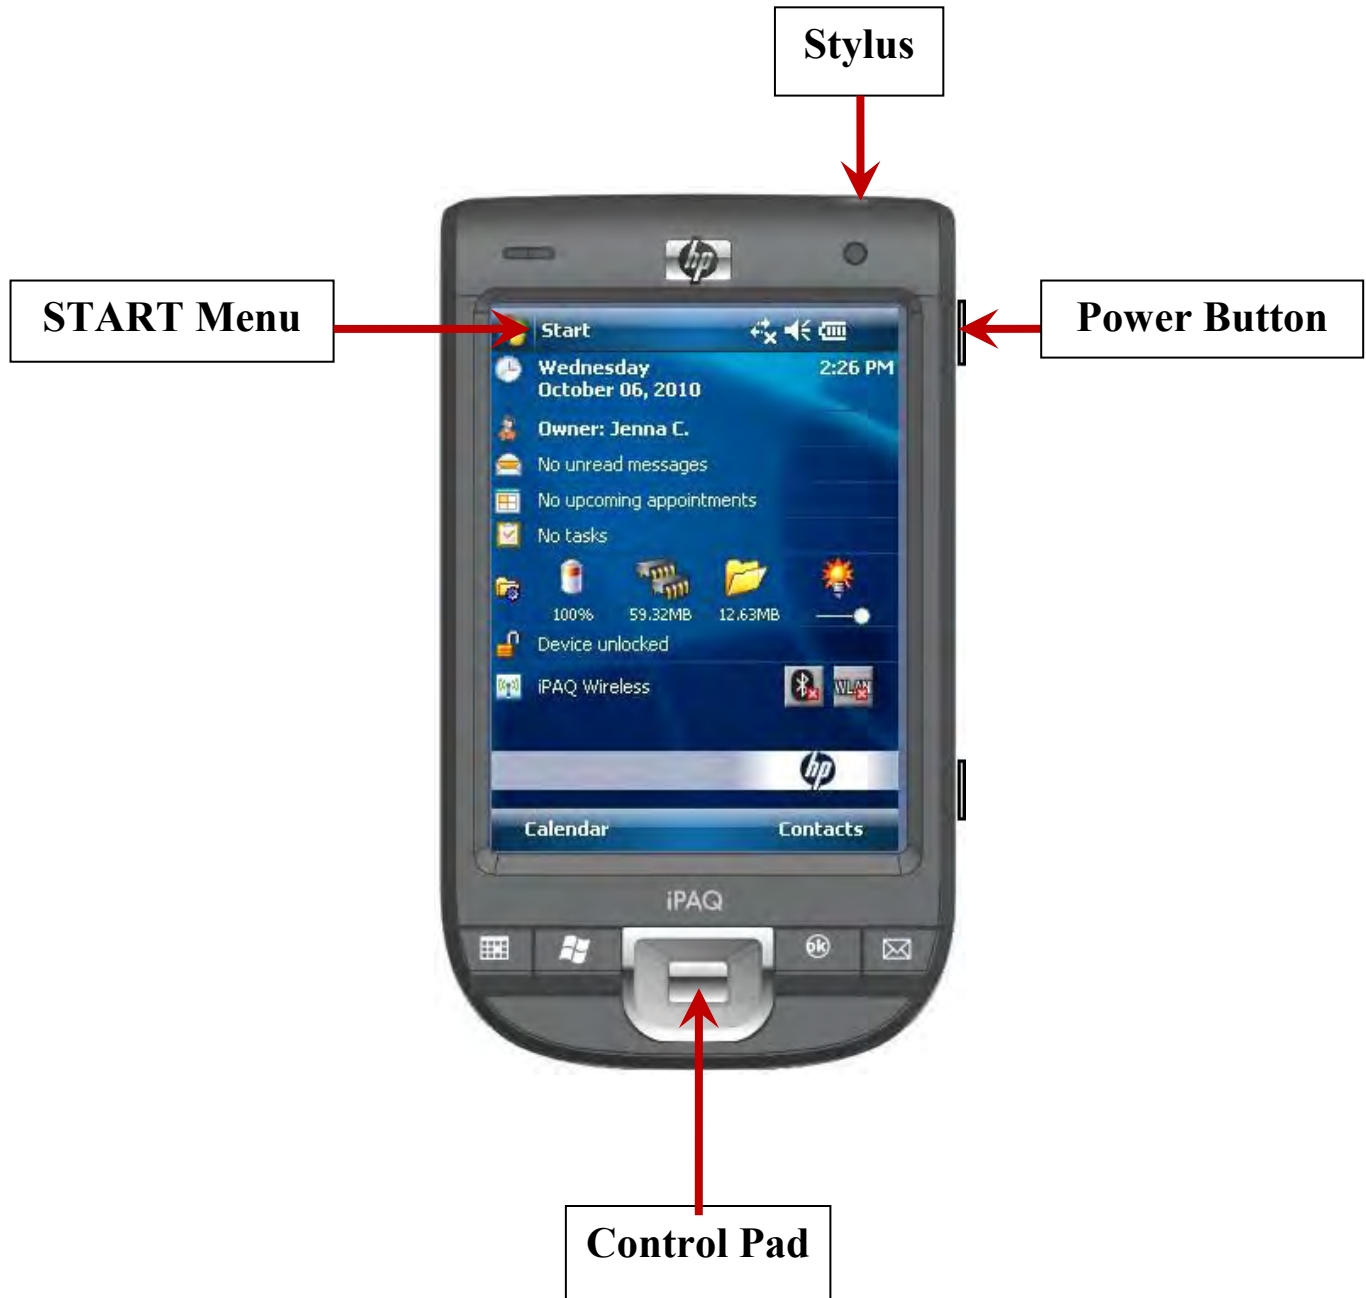 Stylus
hp
START Menu
Start
Power Button
Wednesday 2:26 PM
October 06, 2010
Owner: Jenna C.
No unread messages
No upcoming appointments
No tasks
100% 59.32MB 12.63MB
Device unlocked
iPAQ Wireless WLAN
hp
Calendar Contacts
iPAQ
ok
Control Pad